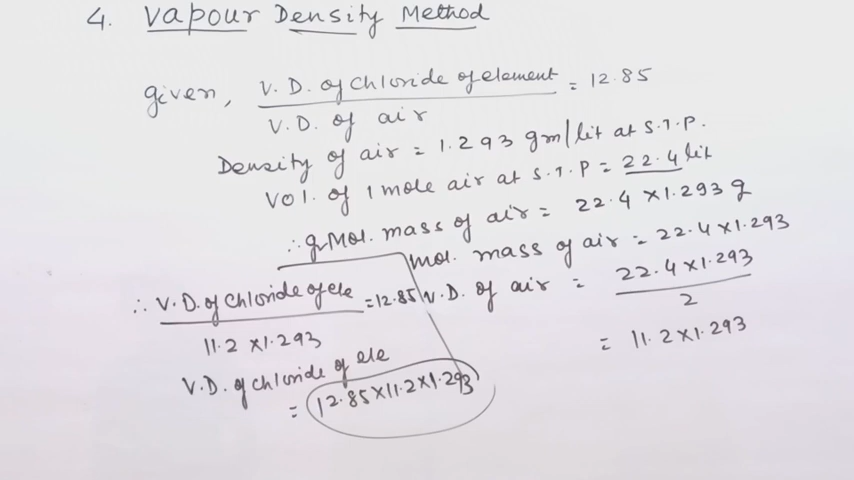 4. Vapour Density Method
given, V.D. of chloride of element / V.D. of air = 12.85
Density of air = 1.293 gm/lit at S.T.P.
Vol. of 1 mole air at S.T.P = 22.4 lit
∴ g Mol. mass of air = 22.4 × 1.293 g
mol. mass of air = 22.4 × 1.293
V.D. of air = 22.4 × 1.293 / 2
= 11.2 × 1.293
∴ V.D. of chloride of ele / 11.2 × 1.293 = 12.85
V.D. of chloride of ele
= 12.85 × 11.2 × 1.293